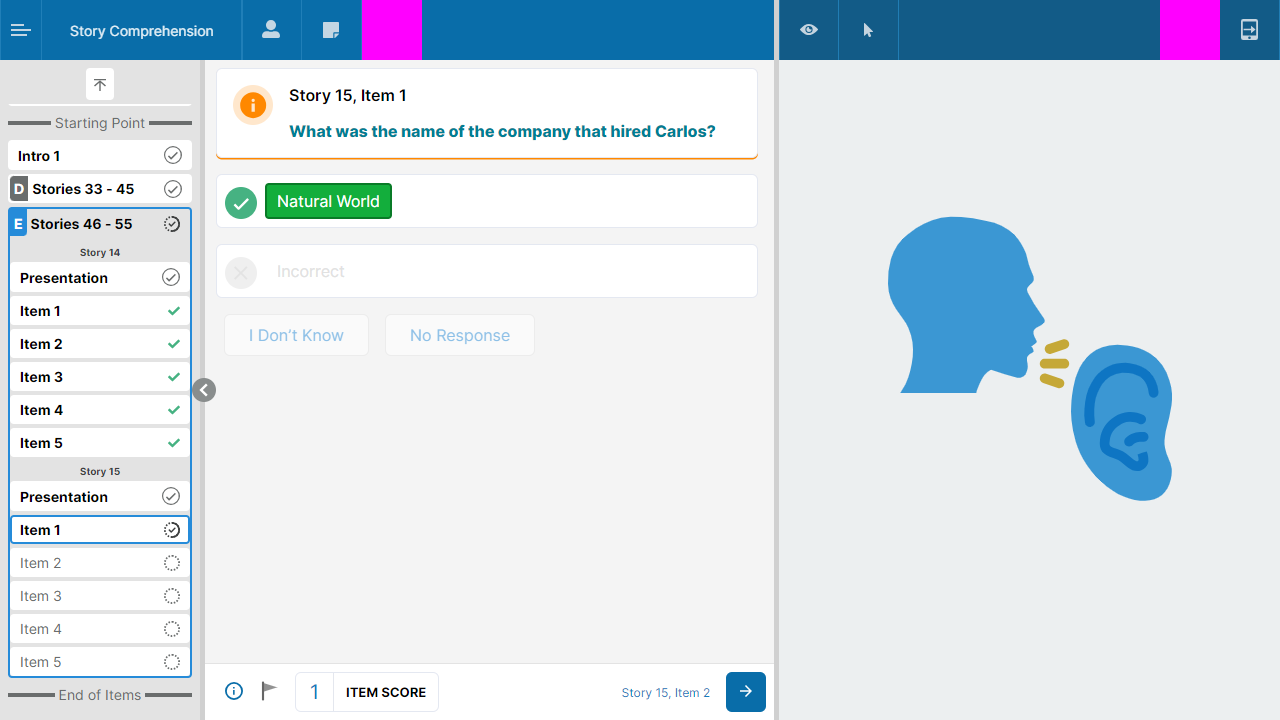 Story Comprehension
Starting Point
Intro 1
D Stories 33 - 45
E Stories 46 - 55
Story 14
Presentation
Item 1
Item 2
Item 3
Item 4
Item 5
Story 15
Presentation
Item 1
Item 2
Item 3
Item 4
Item 5
End of Items
Story 15, Item 1
What was the name of the company that hired Carlos?
Natural World
Incorrect
I Don't Know
No Response
1 ITEM SCORE
Story 15, Item 2